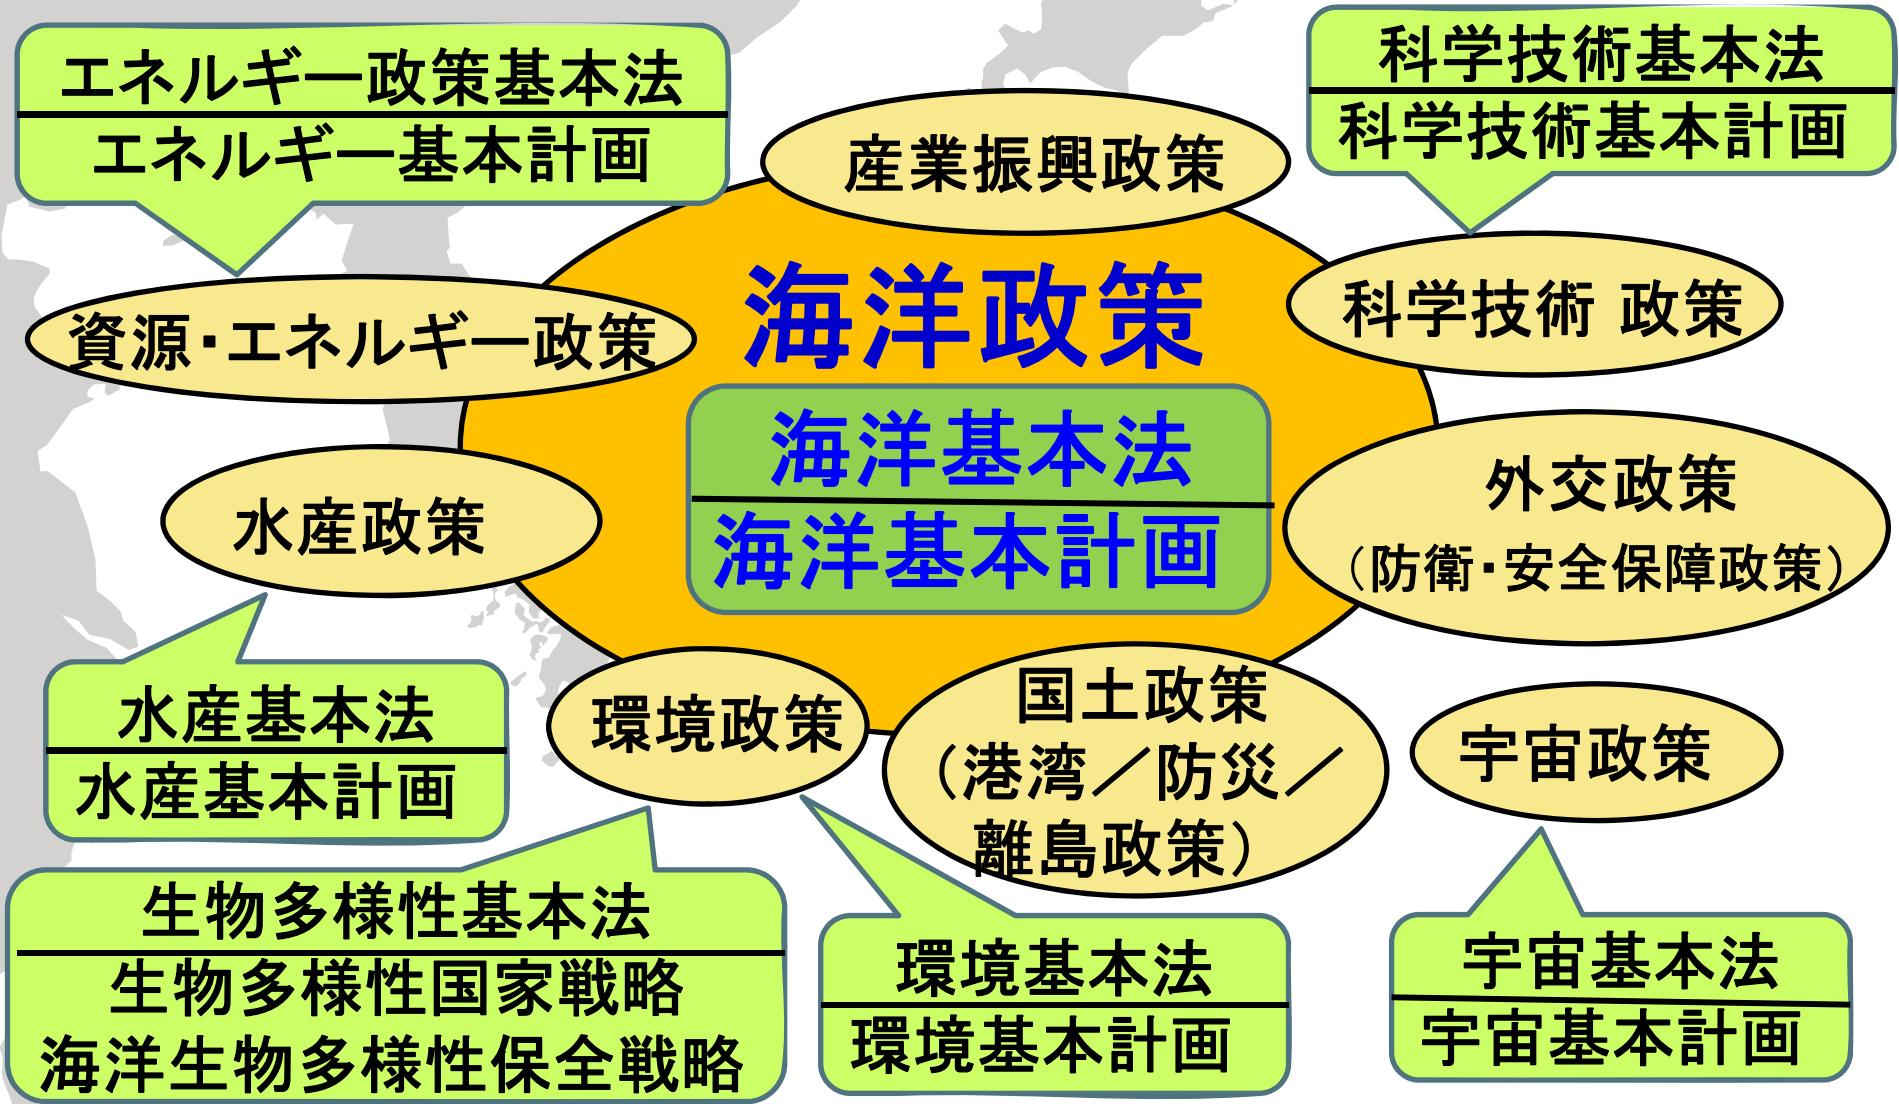 エネルギー政策基本法
エネルギー基本計画
科学技術基本法
科学技術基本計画
産業振興政策
海洋政策
海洋基本法
海洋基本計画
資源・エネルギー政策
科学技術 政策
水産政策
外交政策
（防衛・安全保障政策）
環境政策
国土政策
（港湾／防災／
離島政策）
宇宙政策
水産基本法
水産基本計画
生物多様性基本法
生物多様性国家戦略
海洋生物多様性保全戦略
環境基本法
環境基本計画
宇宙基本法
宇宙基本計画